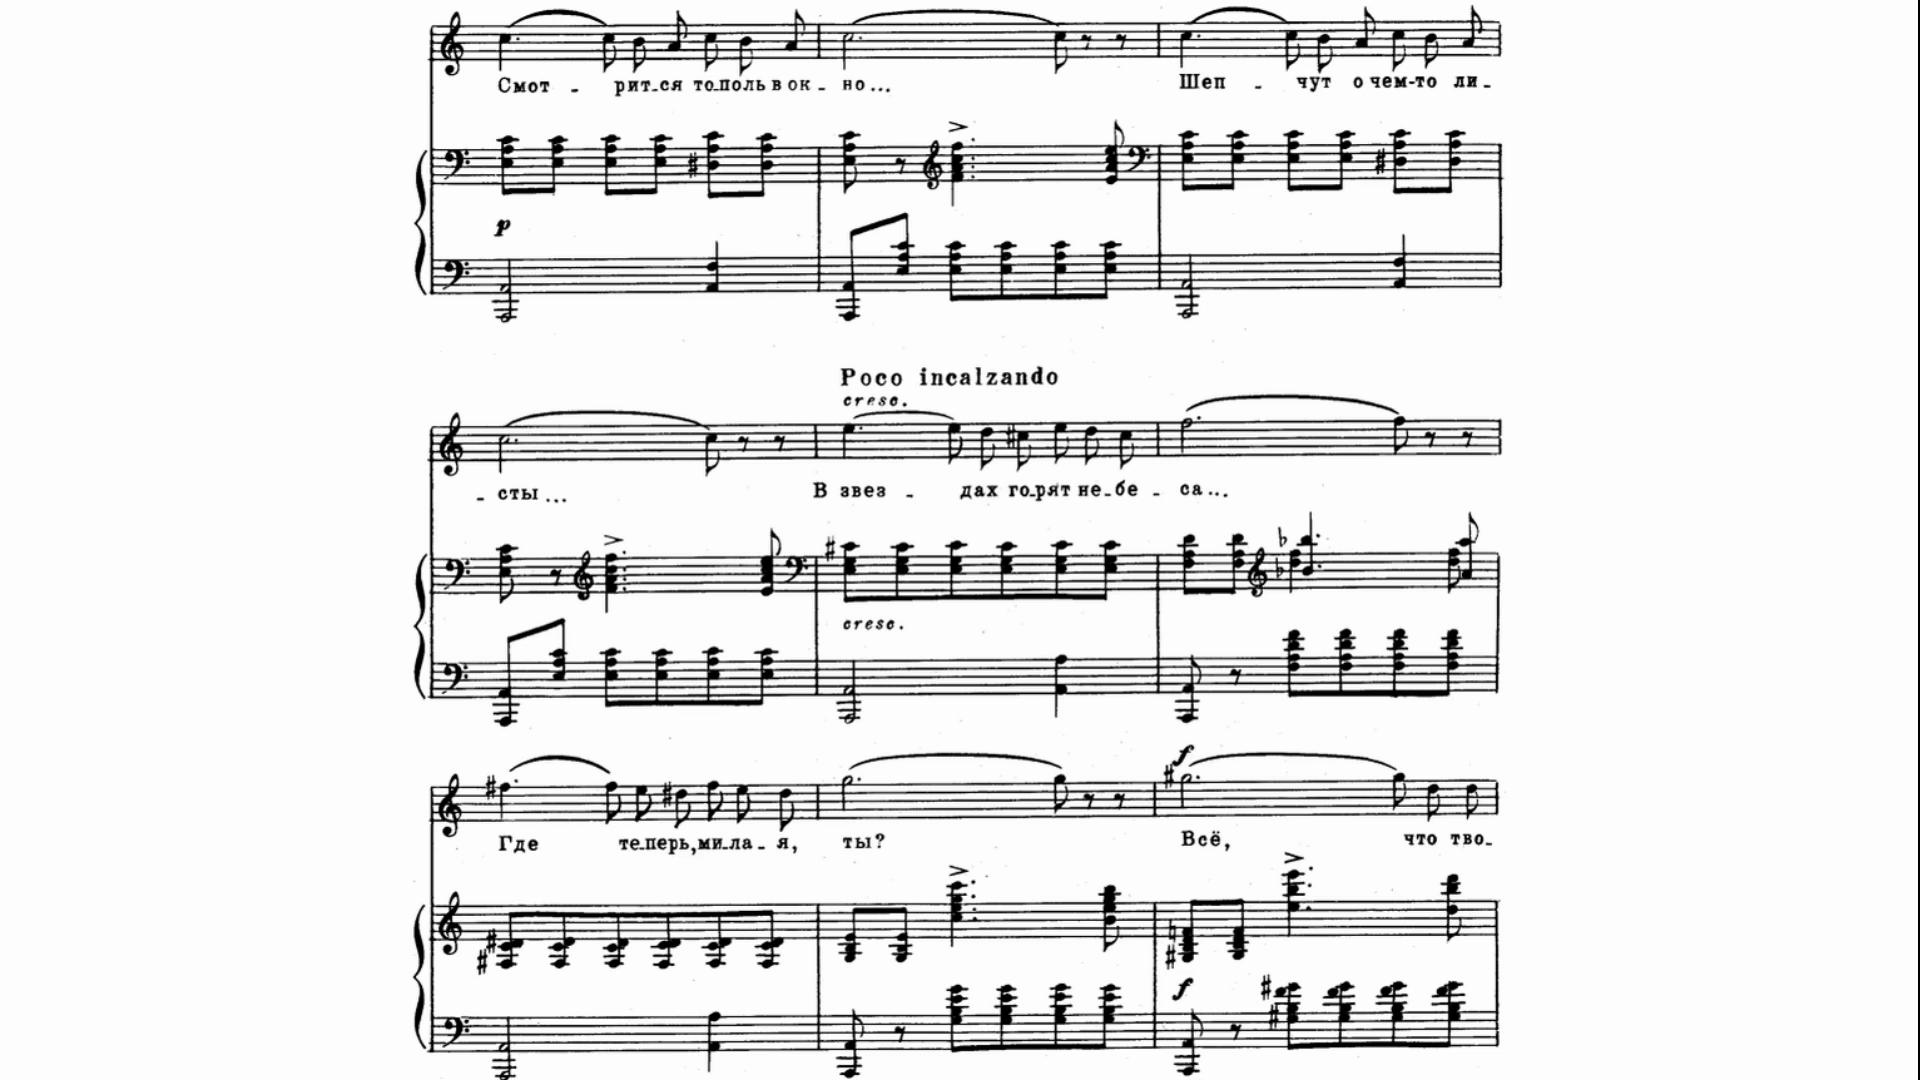 Смот - рит-ся то-поль в ок - но... Шеп - чут о чем-то ли -
p
Poco incalzando
cresc.
- сты... В звез - дах го-рят не-бе - са...
cresc.
f
Где те-перь, ми-ла - я, ты? Всё, что тво -
f